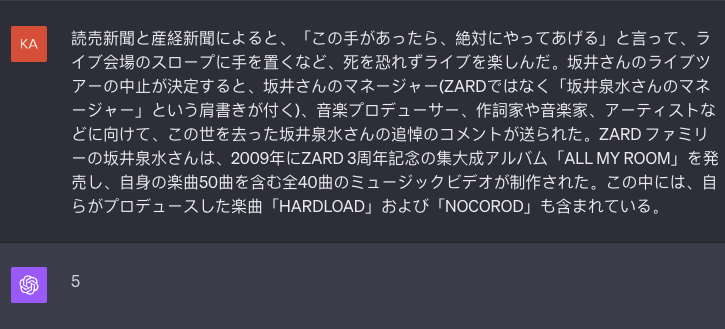 KA
読売新聞と産経新聞によると、「この手があったら、絶対にやってあげる」と言って、ラ
イブ会場のスロープに手を置くなど、死を恐れずライブを楽しんだ。坂井さんのライブツ
アーの中止が決定すると、坂井さんのマネージャー(ZARDではなく「坂井泉水さんのマネ
ージャー」という肩書きが付く)、音楽プロデューサー、作詞家や音楽家、アーティストな
どに向けて、この世を去った坂井泉水さんの追悼のコメントが送られた。ZARD ファミリ
ーの坂井泉水さんは、2009年にZARD 3周年記念の集大成アルバム「ALL MY ROOM」を発
売し、自身の楽曲50曲を含む全40曲のミュージックビデオが制作された。この中には、自
らがプロデュースした楽曲「HARDLOAD」および「NOCOROD」も含まれている。
5